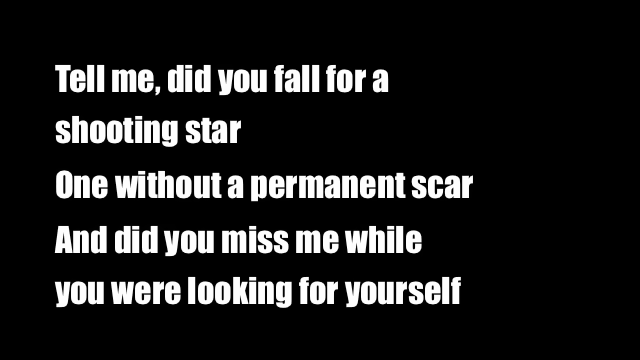 Tell me, did you fall for a
shooting star
One without a permanent scar
And did you miss me while
you were looking for yourself